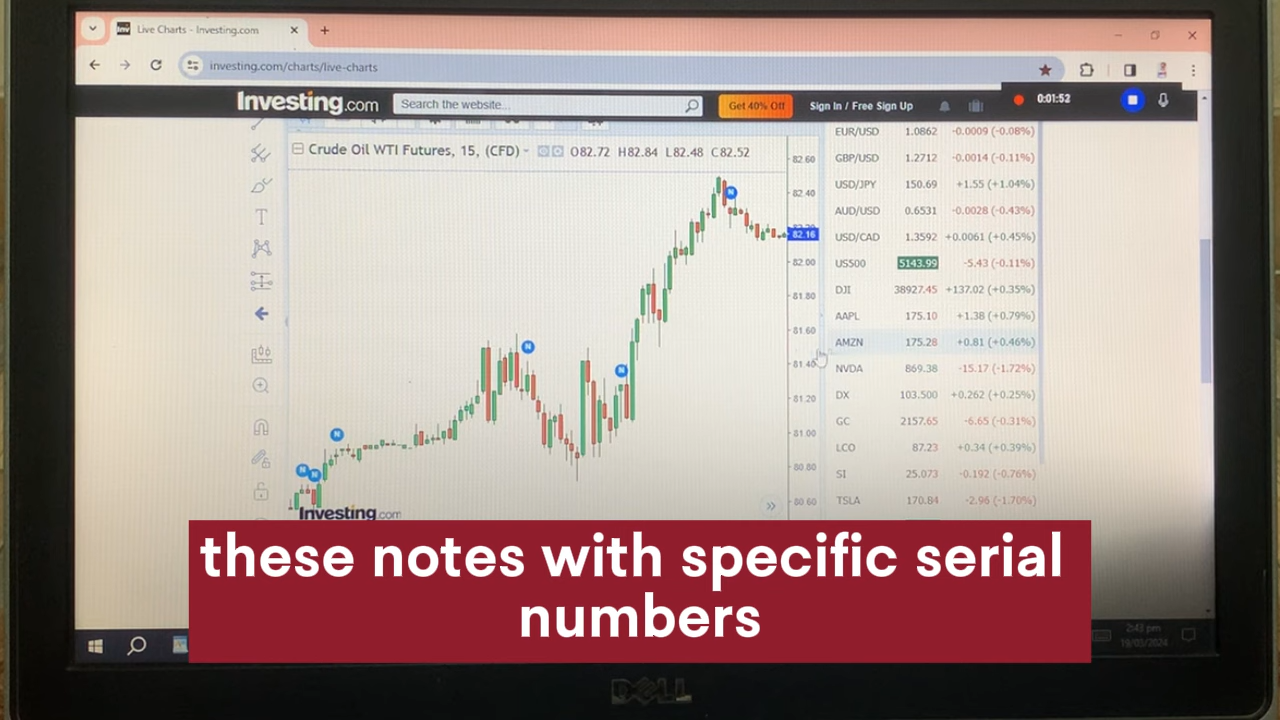 Live Charts - Investing.com
investing.com/charts/live-charts
Investing.com
Search the website...
Get 40% Off
Sign In / Free Sign Up
0:01:52
Crude Oil WTI Futures, 15, (CFD)
O82.72 H82.84 L82.48 C82.52
82.60
82.40
82.16
82.00
81.80
81.60
81.40
81.20
81.00
80.80
80.60
EUR/USD 1.0862 -0.0009 (-0.08%)
GBP/USD 1.2712 -0.0014 (-0.11%)
USD/JPY 150.69 +1.55 (+1.04%)
AUD/USD 0.6531 -0.0028 (-0.43%)
USD/CAD 1.3592 +0.0061 (+0.45%)
US500 5143.99 -5.43 (-0.11%)
DJI 38927.45 +137.02 (+0.35%)
AAPL 175.10 +1.38 (+0.79%)
AMZN 175.28 +0.81 (+0.46%)
NVDA 869.38 -15.17 (-1.72%)
DX 103.500 +0.262 (+0.25%)
GC 2157.65 -6.65 (-0.31%)
LCO 87.23 +0.34 (+0.39%)
SI 25.073 -0.192 (-0.76%)
TSLA 170.84 -2.96 (-1.70%)
N
N
N
N
N
N
T
Investing.com
these notes with specific serial
numbers
2:43 pm
19/03/2024
DELL